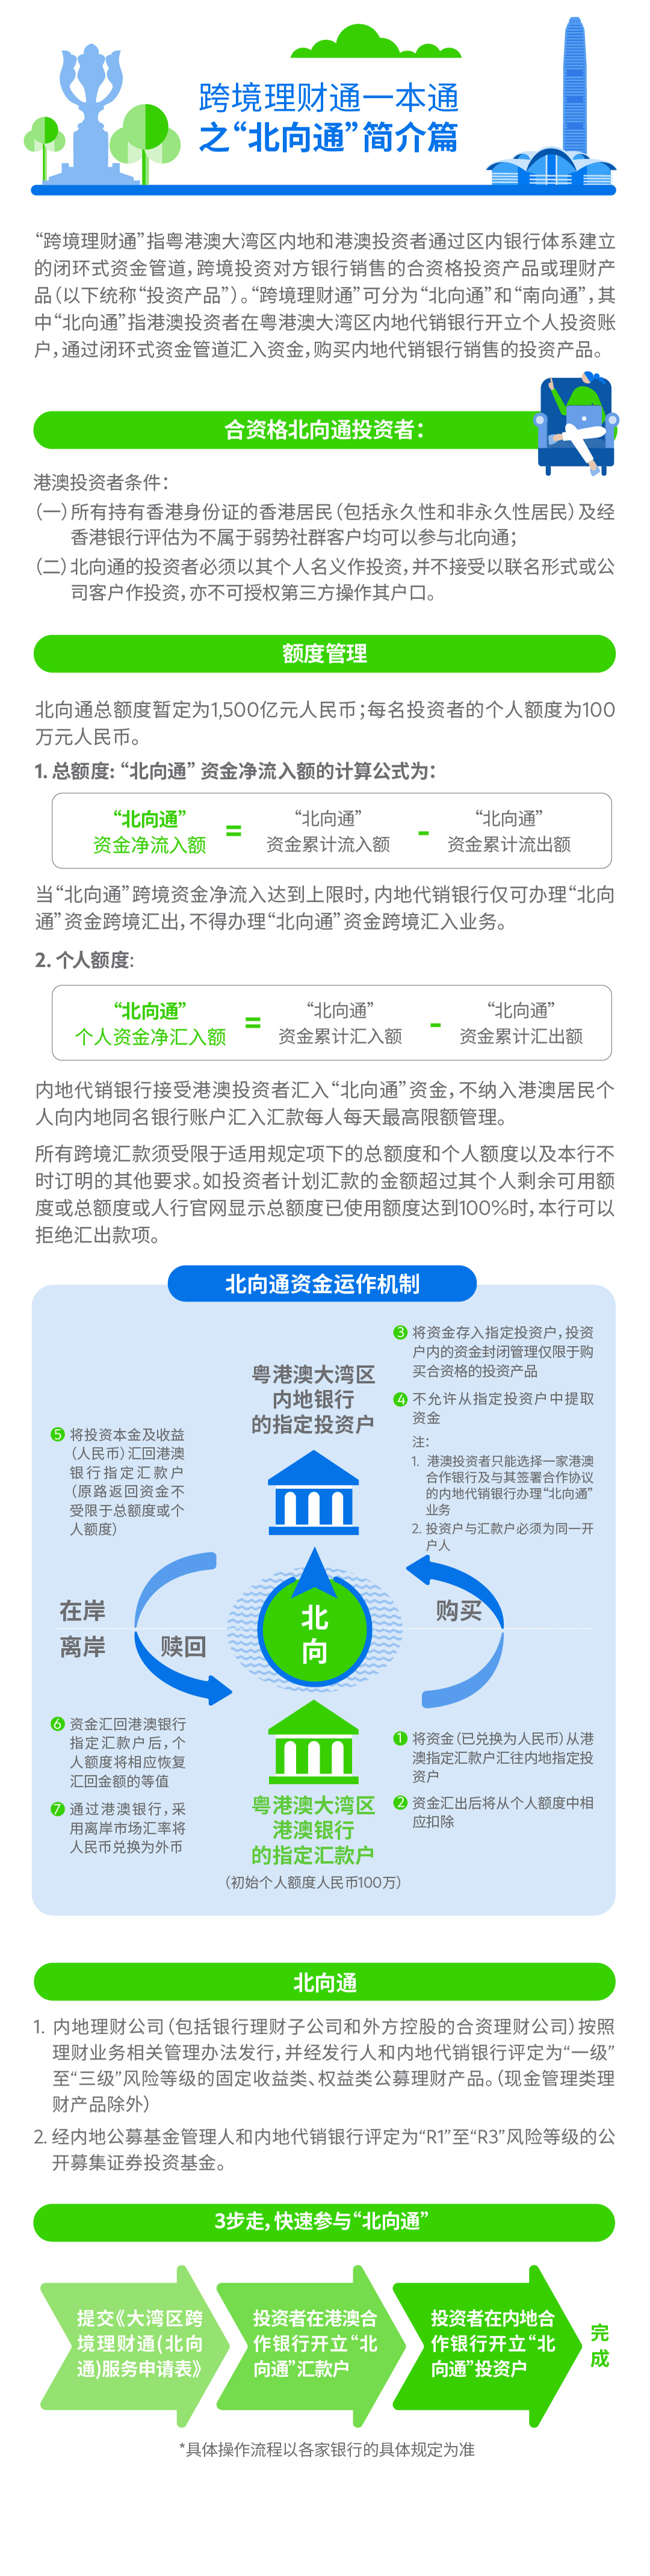 跨境理财通一本通
之“北向通”简介篇
“跨境理财通”指粤港澳大湾区内地和港澳投资者通过区内银行体系建立
的闭环式资金管道，跨境投资对方银行销售的合资格投资产品或理财产
品（以下统称“投资产品”）。“跨境理财通”可分为“北向通”和“南向通”，其
中“北向通”指港澳投资者在粤港澳大湾区内地代销银行开立个人投资账
户，通过闭环式资金管道汇入资金，购买内地代销银行销售的投资产品。
合资格北向通投资者：
港澳投资者条件：
（一）所有持有香港身份证的香港居民（包括永久性和非永久性居民）及经
香港银行评估为不属于弱势社群客户均可以参与北向通；
（二）北向通的投资者必须以其个人名义作投资，并不接受以联名形式或公
司客户作投资，亦不可授权第三方操作其户口。
额度管理
北向通总额度暂定为1,500亿元人民币；每名投资者的个人额度为100
万元人民币。
1. 总额度：“北向通” 资金净流入额的计算公式为：
“北向通”
资金净流入额
=
“北向通”
资金累计流入额
-
“北向通”
资金累计流出额
当“北向通”跨境资金净流入达到上限时，内地代销银行仅可办理“北向
通”资金跨境汇出，不得办理“北向通”资金跨境汇入业务。
2. 个人额度:
“北向通”
个人资金净汇入额
=
“北向通”
资金累计汇入额
-
“北向通”
资金累计汇出额
内地代销银行接受港澳投资者汇入“北向通”资金，不纳入港澳居民个
人向内地同名银行账户汇入汇款每人每天最高限额管理。
所有跨境汇款须受限于适用规定项下的总额度和个人额度以及本行不
时订明的其他要求。如投资者计划汇款的金额超过其个人剩余可用额
度或总额度或人行官网显示总额度已使用额度达到100%时，本行可以
拒绝汇出款项。
北向通资金运作机制
3 将资金存入指定投资户，投资
户内的资金封闭管理仅限于购
买合资格的投资产品
4 不允许从指定投资户中提取
资金
注：
1. 港澳投资者只能选择一家港澳
合作银行及与其签署合作协议
的内地代销银行办理“北向通”
业务
2. 投资户与汇款户必须为同一开
户人
粤港澳大湾区
内地银行
的指定投资户
5 将投资本金及收益
（人民币）汇回港澳
银行指定汇款户
（原路返回资金不
受限于总额度或个
人额度）
在岸
离岸
赎回
北
向
购买
6 资金汇回港澳银行
指定汇款户后，个
人额度将相应恢复
汇回金额的等值
7 通过港澳银行，采
用离岸市场汇率将
人民币兑换为外币
粤港澳大湾区
港澳银行
的指定汇款户
（初始个人额度人民币100万）
1 将资金（已兑换为人民币）从港
澳指定汇款户汇往内地指定投
资户
2 资金汇出后将从个人额度中相
应扣除
北向通
1. 内地理财公司（包括银行理财子公司和外方控股的合资理财公司）按照
理财业务相关管理办法发行，并经发行人和内地代销银行评定为“一级”
至“三级”风险等级的固定收益类、权益类公募理财产品。（现金管理类理
财产品除外）
2. 经内地公募基金管理人和内地代销银行评定为“R1”至“R3”风险等级的公
开募集证券投资基金。
3步走，快速参与“北向通”
提交《大湾区跨
境理财通（北向
通）服务申请表》
投资者在港澳合
作银行开立“北
向通”汇款户
投资者在内地合
作银行开立“北
向通”投资户
完
成
*具体操作流程以各家银行的具体规定为准